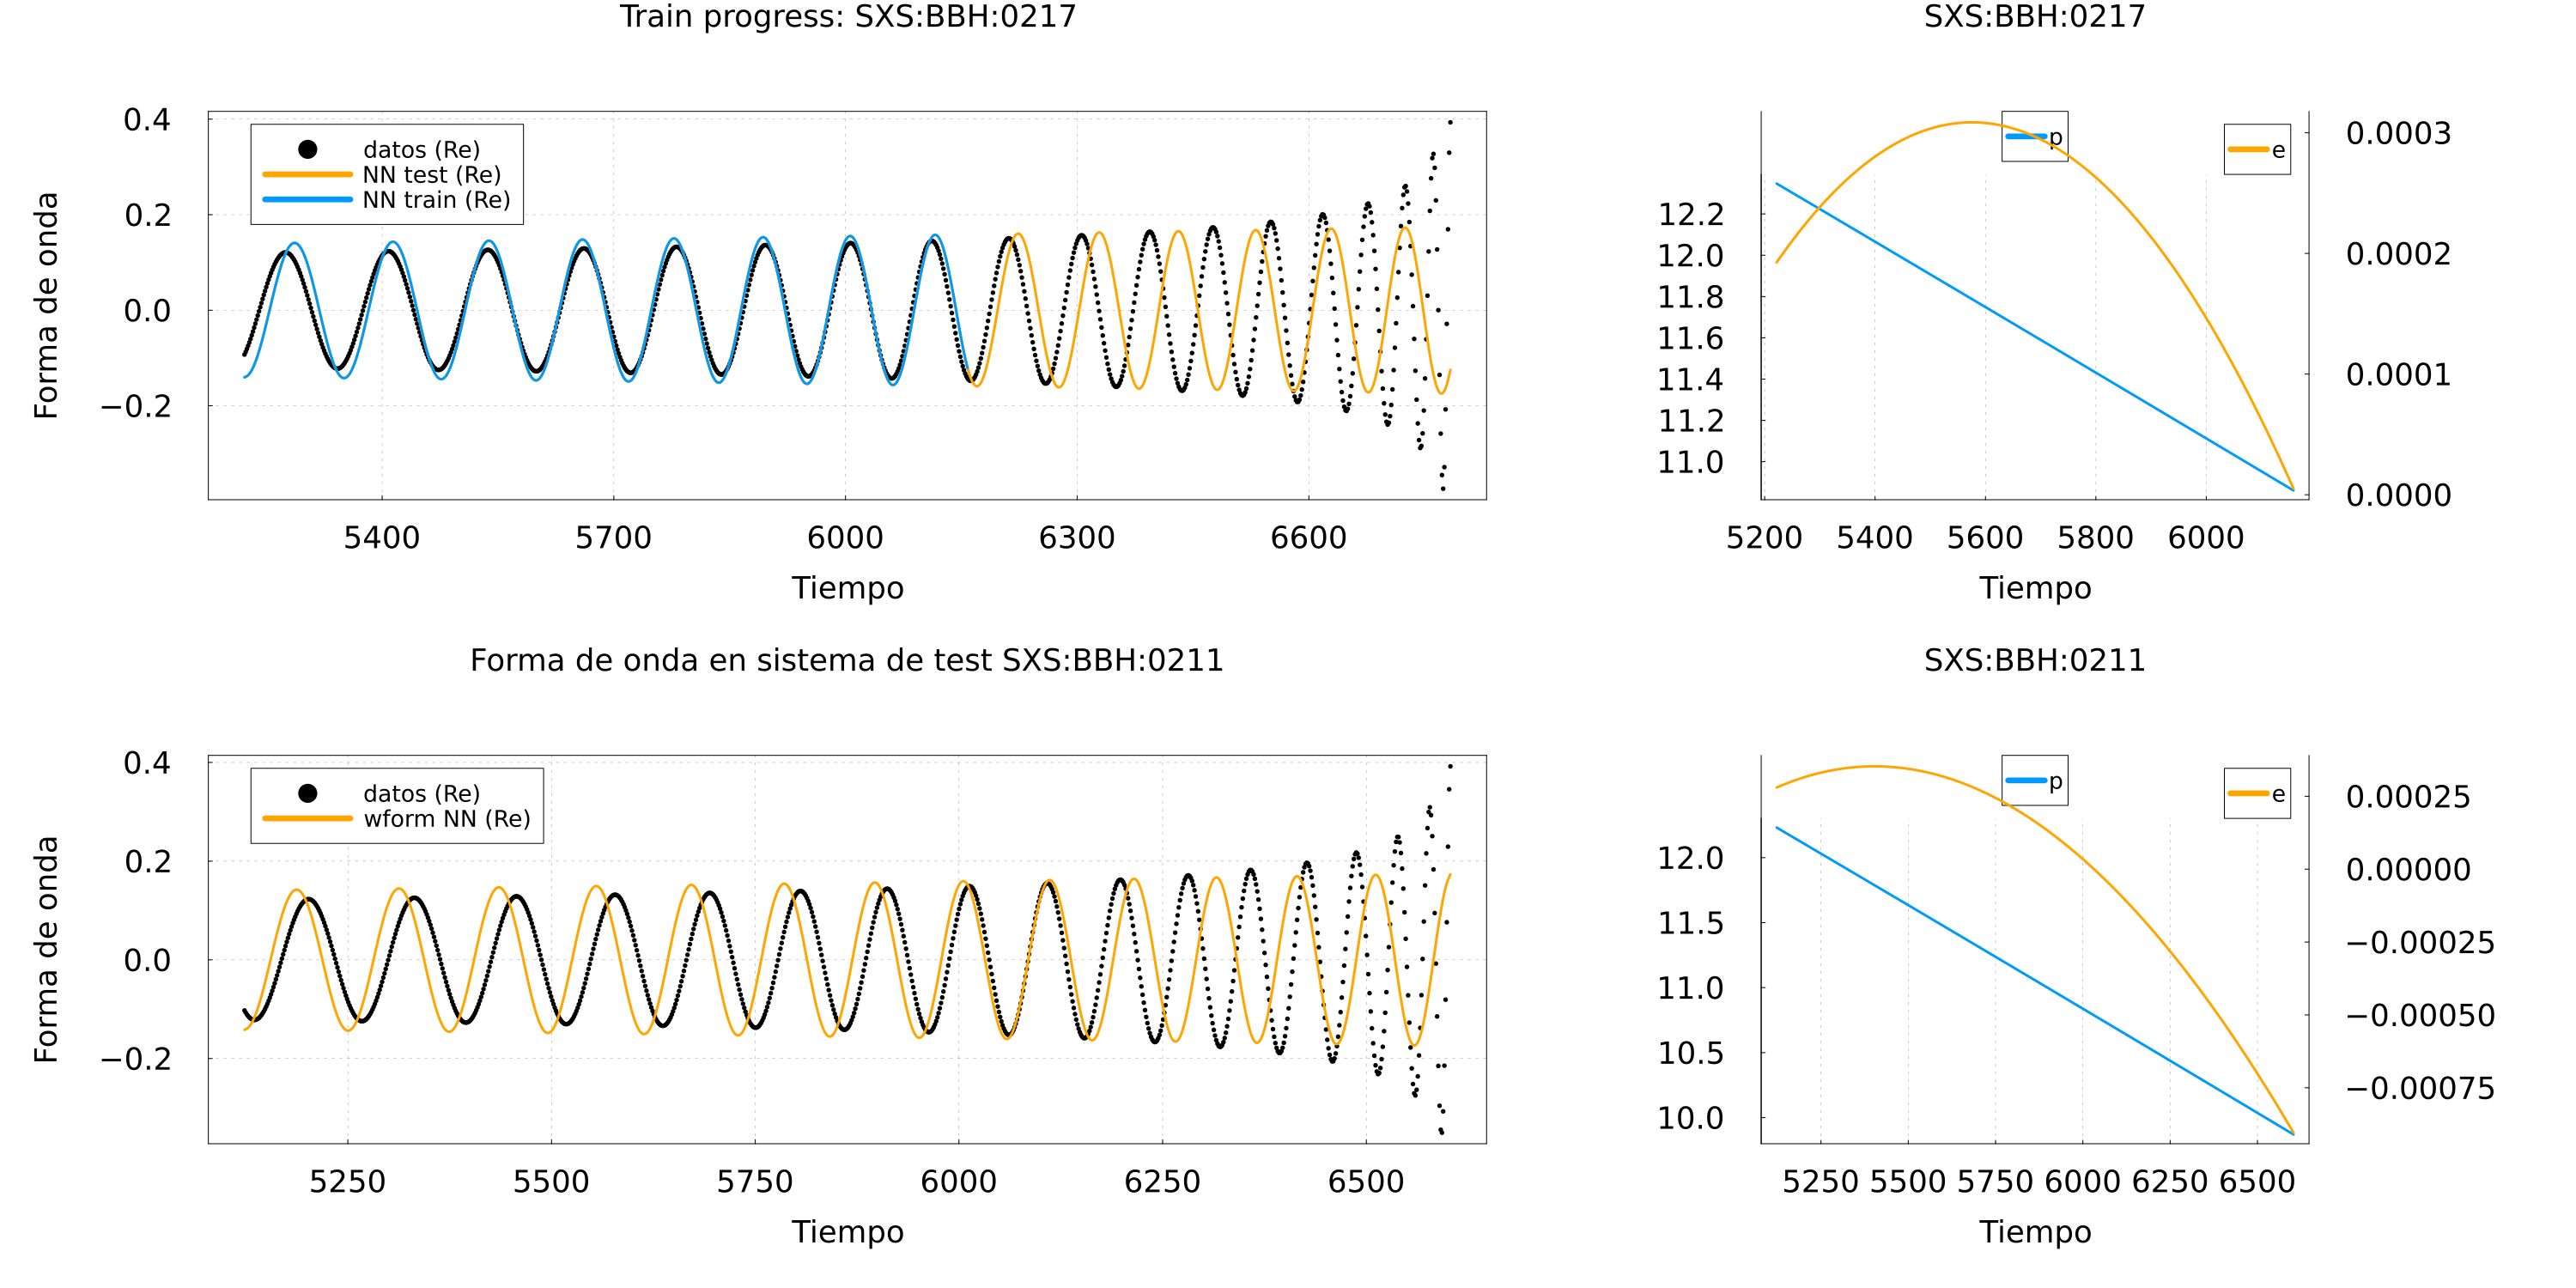 Train progress: SXS:BBH:0217
SXS:BBH:0217
Forma de onda
0.4
0.2
0.0
−0.2
datos (Re)
NN test (Re)
NN train (Re)
5400 5700 6000 6300 6600
Tiempo
12.2
12.0
11.8
11.6
11.4
11.2
11.0
p
e
0.0003
0.0002
0.0001
0.0000
5200 5400 5600 5800 6000
Tiempo
Forma de onda en sistema de test SXS:BBH:0211
SXS:BBH:0211
Forma de onda
0.4
0.2
0.0
−0.2
datos (Re)
wform NN (Re)
5250 5500 5750 6000 6250 6500
Tiempo
12.0
11.5
11.0
10.5
10.0
p
e
0.00025
0.00000
−0.00025
−0.00050
−0.00075
5250 5500 5750 6000 6250 6500
Tiempo